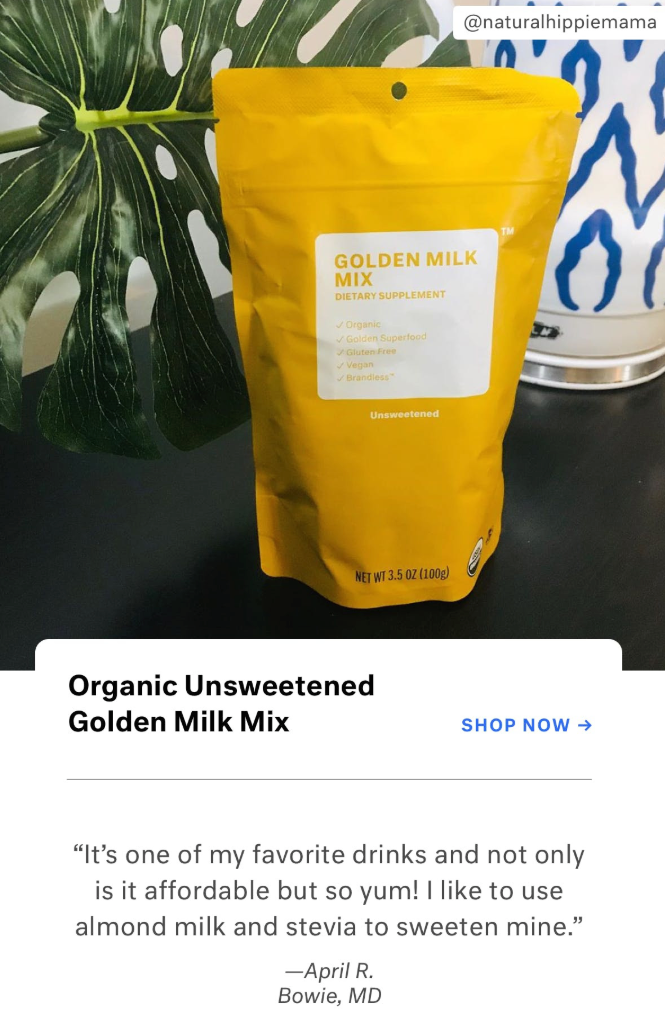 @naturalhippiemama
TM
GOLDEN MILK
MIX
DIETARY SUPPLEMENT
✓ Organic
✓ Golden Superfood
✓ Gluten Free
✓ Vegan
✓ Brandless™
Unsweetened
NET WT 3.5 OZ (100g)
Organic Unsweetened
Golden Milk Mix
SHOP NOW →
“It’s one of my favorite drinks and not only
is it affordable but so yum! I like to use
almond milk and stevia to sweeten mine.”
—April R.
Bowie, MD